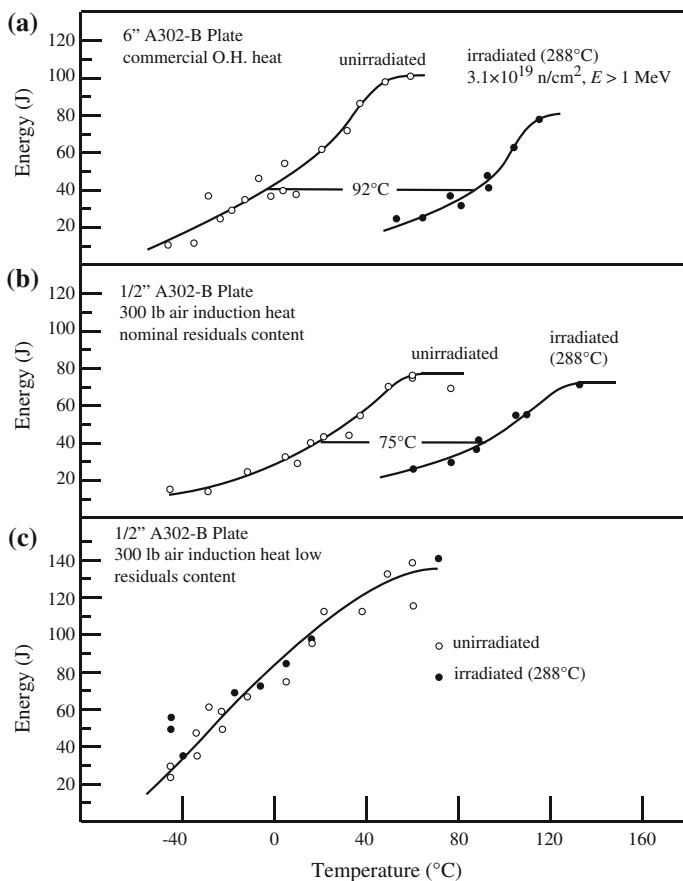 (a)
6” A302-B Plate
commercial O.H. heat
unirradiated
irradiated (288°C)
3.1×10¹⁹ n/cm², E > 1 MeV
120
100
80
60
40
20
Energy (J)
92°C
(b)
1/2” A302-B Plate
300 lb air induction heat
nominal residuals content
unirradiated
irradiated
(288°C)
120
100
80
60
40
20
Energy (J)
75°C
(c)
1/2” A302-B Plate
300 lb air induction heat low
residuals content
140
120
100
80
60
40
20
Energy (J)
unirradiated
irradiated (288°C)
-40
0
40
80
120
160
Temperature (°C)